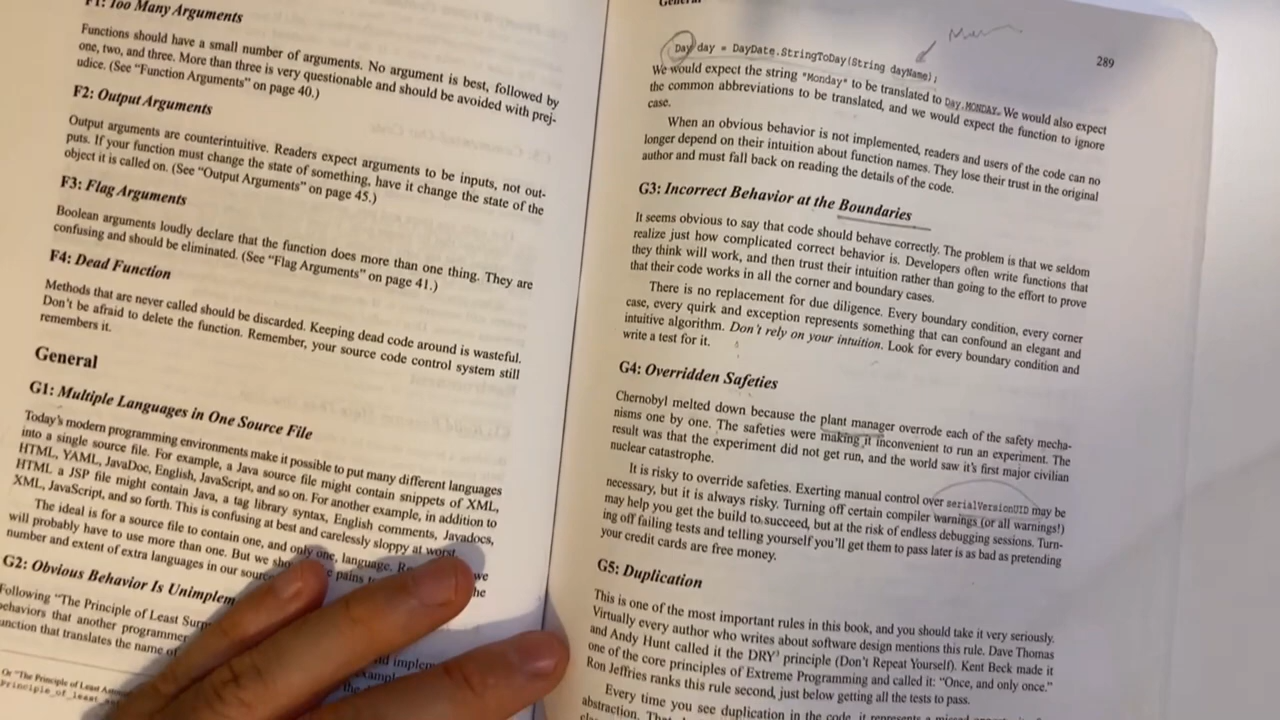 F1: Too Many Arguments
Functions should have a small number of arguments. No argument is best, followed by
one, two, and three. More than three is very questionable and should be avoided with prej-
udice. (See "Function Arguments" on page 40.)
F2: Output Arguments
Output arguments are counterintuitive. Readers expect arguments to be inputs, not out-
puts. If your function must change the state of something, have it change the state of the
object it is called on. (See "Output Arguments" on page 45.)
F3: Flag Arguments
Boolean arguments loudly declare that the function does more than one thing. They are
confusing and should be eliminated. (See "Flag Arguments" on page 41.)
F4: Dead Function
Methods that are never called should be discarded. Keeping dead code around is wasteful.
Don't be afraid to delete the function. Remember, your source code control system still
remembers it.
General
G1: Multiple Languages in One Source File
Today's modern programming environments make it possible to put many different languages
into a single source file. For example, a Java source file might contain snippets of XML,
HTML, YAML, JavaDoc, English, JavaScript, and so on. For another example, in addition to
HTML a JSP file might contain Java, a tag library syntax, English comments, Javadocs,
XML, JavaScript, and so forth. This is confusing at best and carelessly sloppy at worst.
The ideal is for a source file to contain one, and only one, language. we
will probably have to use more than one. But we pains the
number and extent of extra languages in our
G2: Obvious Behavior Is
Following "The Principle of Least
behaviors that another programmer
function that translates the name of
Or "The Principle of Least
General
289
Day day = DayDate.StringToDay(String dayName);
We would expect the string "Monday" to be translated to Day.MONDAY. We would also expect
the common abbreviations to be translated, and we would expect the function to ignore
case.
When an obvious behavior is not implemented, readers and users of the code can no
longer depend on their intuition about function names. They lose their trust in the original
author and must fall back on reading the details of the code.
G3: Incorrect Behavior at the Boundaries
It seems obvious to say that code should behave correctly. The problem is that we seldom
realize just how complicated correct behavior is. Developers often write functions that
they think will work, and then trust their intuition rather than going to the effort to prove
that their code works in all the corner and boundary cases.
There is no replacement for due diligence. Every boundary condition, every corner
case, every quirk and exception represents something that can confound an elegant and
intuitive algorithm. Don't rely on your intuition. Look for every boundary condition and
write a test for it.
G4: Overridden Safeties
Chernobyl melted down because the plant manager overrode each of the safety mecha-
nisms one by one. The safeties were making it inconvenient to run an experiment. The
result was that the experiment did not get run, and the world saw it's first major civilian
nuclear catastrophe.
It is risky to override safeties. Exerting manual control over serialVersionUID may be
necessary, but it is always risky. Turning off certain compiler warnings (or all warnings!)
may help you get the build to succeed, but at the risk of endless debugging sessions. Turn-
ing off failing tests and telling yourself you'll get them to pass later is as bad as pretending
your credit cards are free money.
G5: Duplication
This is one of the most important rules in this book, and you should take it very seriously.
Virtually every author who writes about software design mentions this rule. Dave Thomas
and Andy Hunt called it the DRY³ principle (Don't Repeat Yourself). Kent Beck made it
one of the core principles of Extreme Programming and called it: "Once, and only once."
Ron Jeffries ranks this rule second, just below getting all the tests to pass.
Every time you see duplication in the code, it represents a missed
abstraction. That